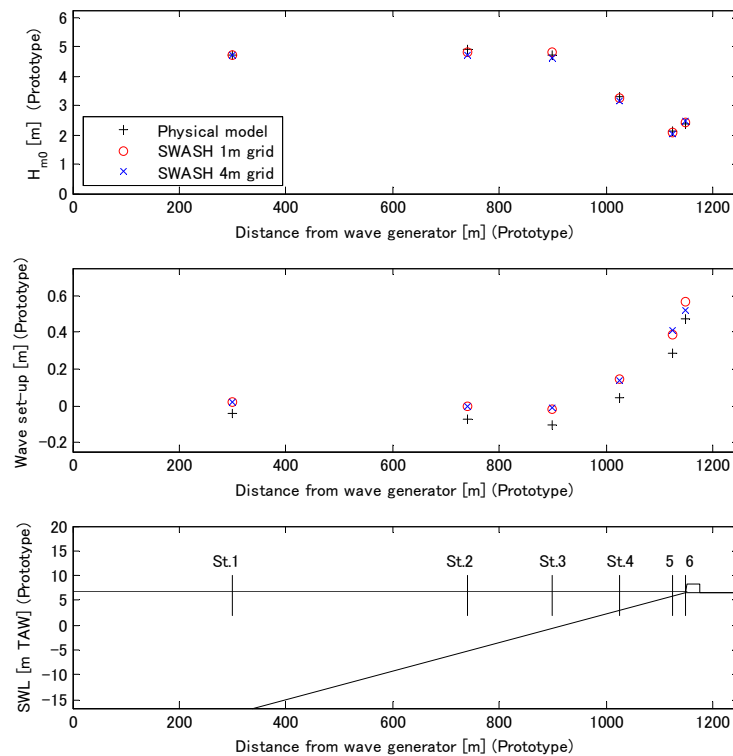 6
5
4
3
2
1
0
H_m0 [m] (Prototype)
+ Physical model
○ SWASH 1m grid
× SWASH 4m grid
0 200 400 600 800 1000 1200
Distance from wave generator [m] (Prototype)
0.6
0.4
0.2
0
-0.2
Wave set-up [m] (Prototype)
0 200 400 600 800 1000 1200
Distance from wave generator [m] (Prototype)
20
15
10
5
0
-5
-10
-15
SWL [m TAW] (Prototype)
St.1 St.2 St.3 St.4 5 6
0 200 400 600 800 1000 1200
Distance from wave generator [m] (Prototype)